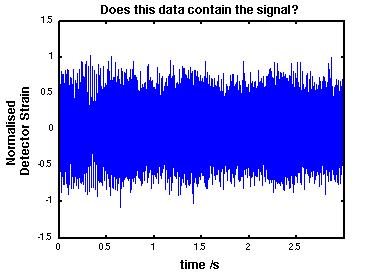 Does this data contain the signal?
1.5
1
0.5
0
-0.5
-1
-1.5
Normalised
Detector Strain
0 0.5 1 1.5 2 2.5
time /s